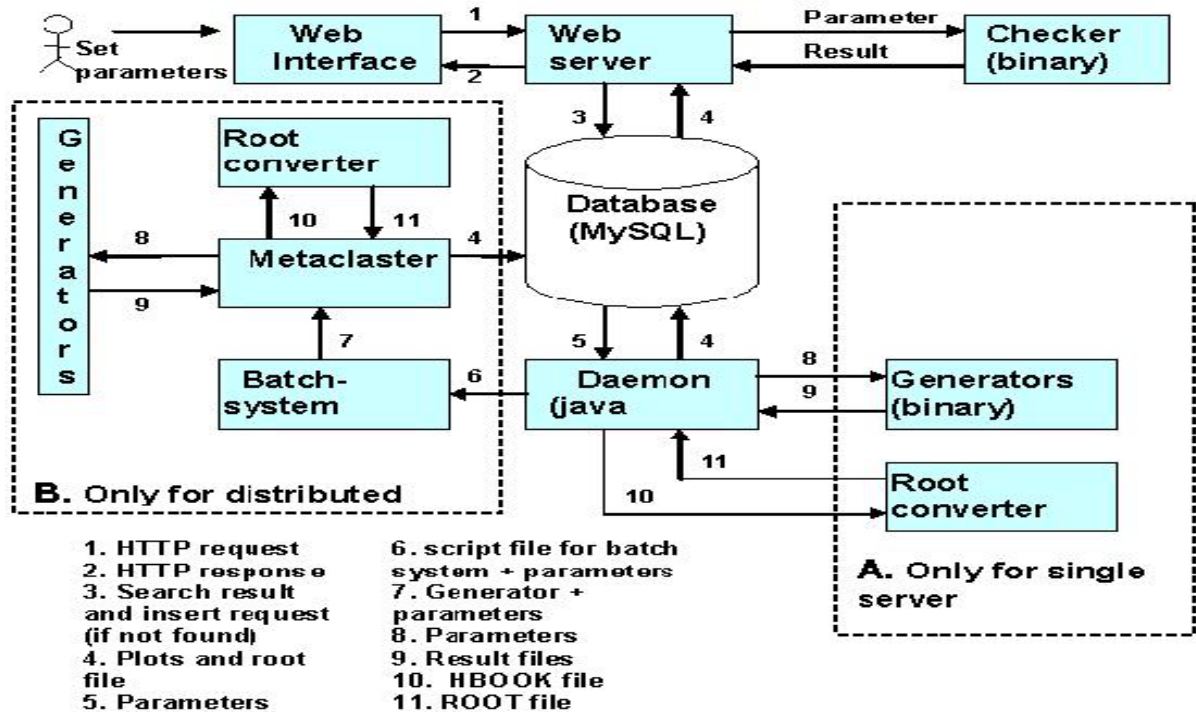 Set
parameters
Web
Interface
1
2
Web
server
Parameter
Result
Checker
(binary)
3
4
Generators
Root
converter
10
11
8
9
Metaclaster
4
7
Batch-
system
6
B. Only for distributed
Database
(MySQL)
5
4
Daemon
(java
8
9
Generators
(binary)
11
10
Root
converter
A. Only for single
server
1. HTTP request
2. HTTP response
3. Search result
and insert request
(if not found)
4. Plots and root
file
5. Parameters
6. script file for batch
system + parameters
7. Generator +
parameters
8. Parameters
9. Result files
10. HBOOK file
11. ROOT file